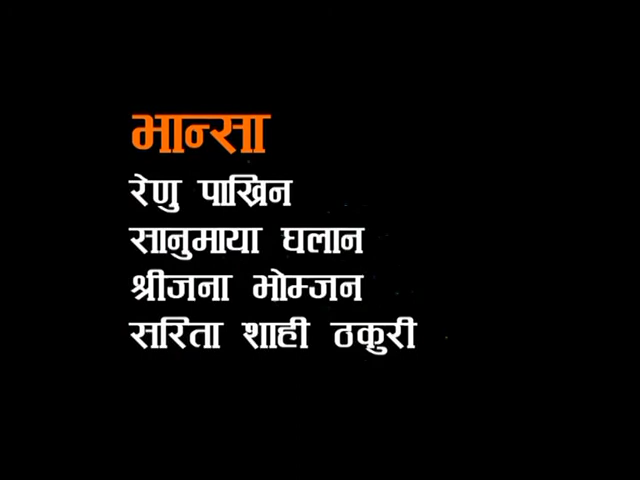 भान्सा
रेणु पाखिन
सानुमाया घलान
श्रीजना भोम्जन
सरिता शाही ठकुरी